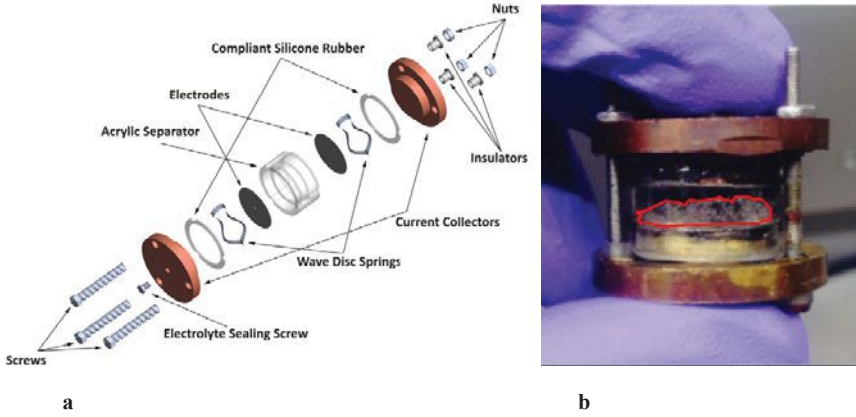 Nuts
Compliant Silicone Rubber
Electrodes
Acrylic Separator
Insulators
Current Collectors
Wave Disc Springs
Electrolyte Sealing Screw
Screws
a
b